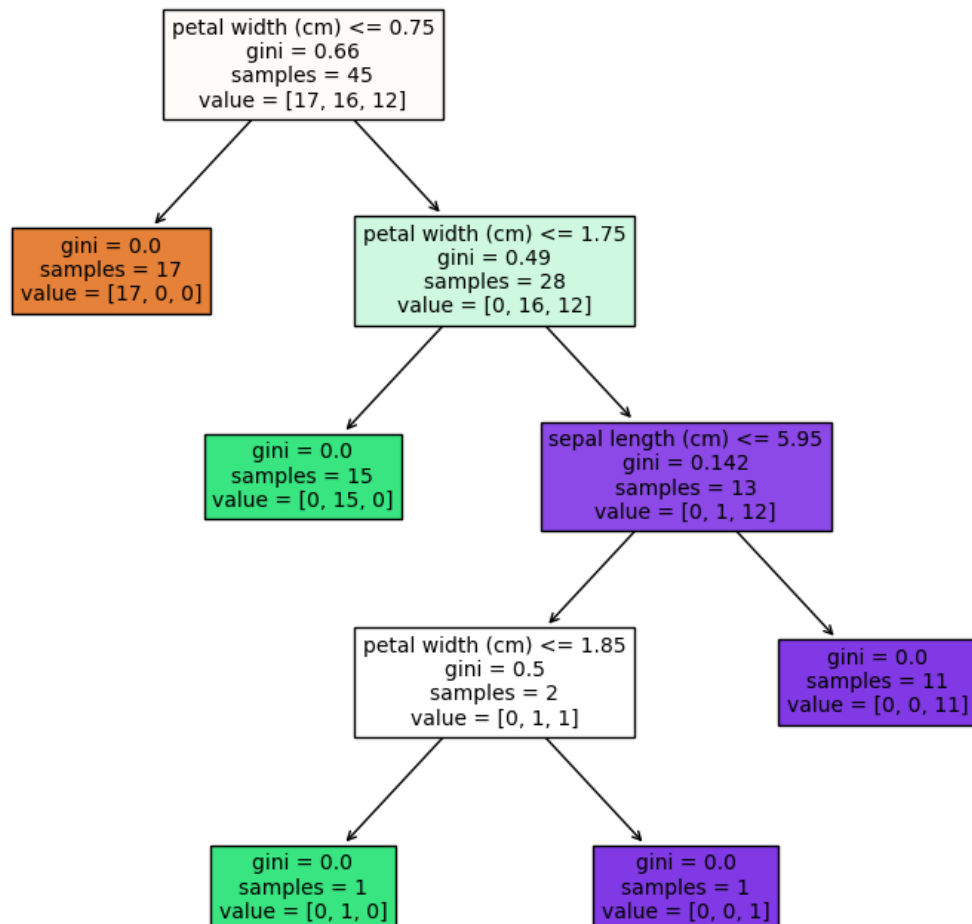 petal width (cm) <= 0.75
gini = 0.66
samples = 45
value = [17, 16, 12]
gini = 0.0
samples = 17
value = [17, 0, 0]
petal width (cm) <= 1.75
gini = 0.49
samples = 28
value = [0, 16, 12]
gini = 0.0
samples = 15
value = [0, 15, 0]
sepal length (cm) <= 5.95
gini = 0.142
samples = 13
value = [0, 1, 12]
petal width (cm) <= 1.85
gini = 0.5
samples = 2
value = [0, 1, 1]
gini = 0.0
samples = 11
value = [0, 0, 11]
gini = 0.0
samples = 1
value = [0, 1, 0]
gini = 0.0
samples = 1
value = [0, 0, 1]